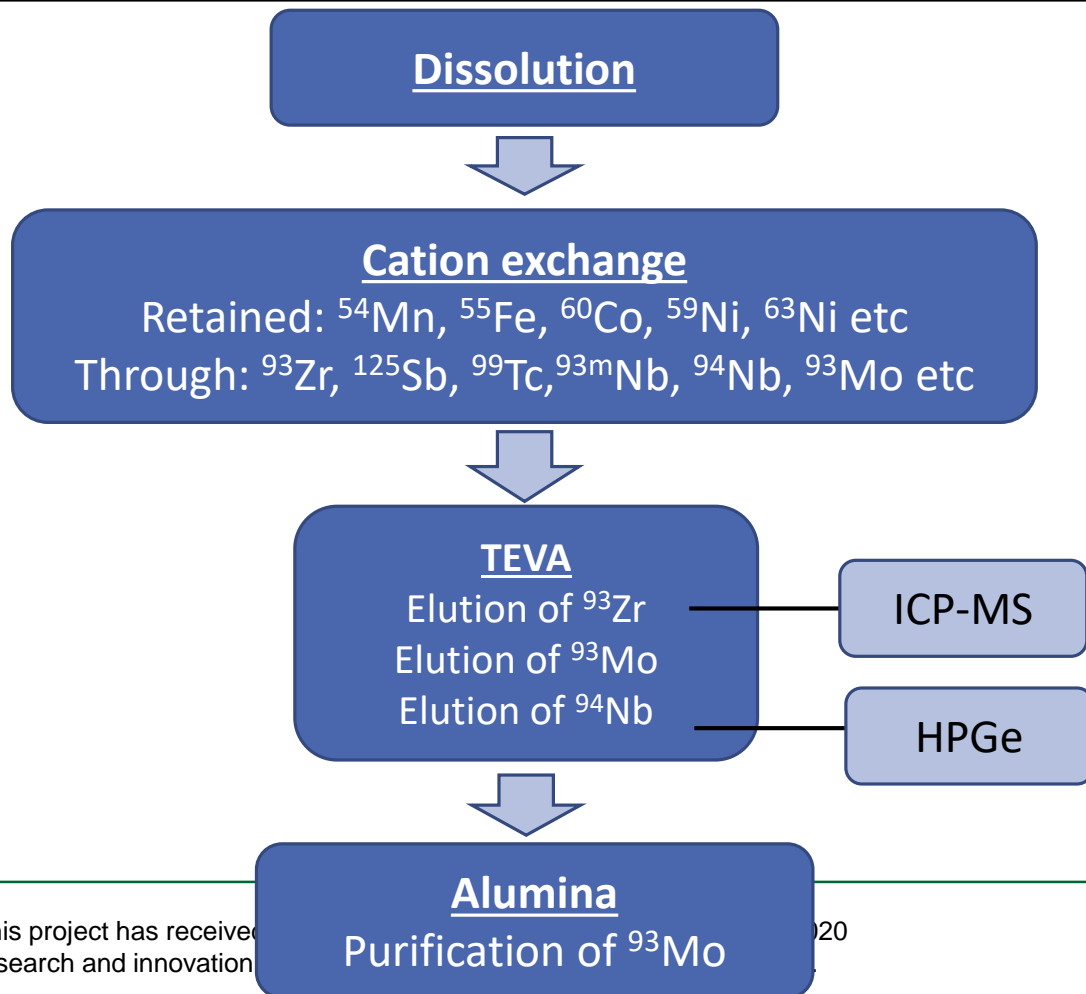 Dissolution
Cation exchange
Retained: ⁵⁴Mn, ⁵⁵Fe, ⁶⁰Co, ⁵⁹Ni, ⁶³Ni etc
Through: ⁹³Zr, ¹²⁵Sb, ⁹⁹Tc,⁹³ᵐNb, ⁹⁴Nb, ⁹³Mo etc
TEVA
Elution of ⁹³Zr
ICP-MS
Elution of ⁹³Mo
Elution of ⁹⁴Nb
HPGe
Alumina
Purification of ⁹³Mo
his project has received 020
search and innovation